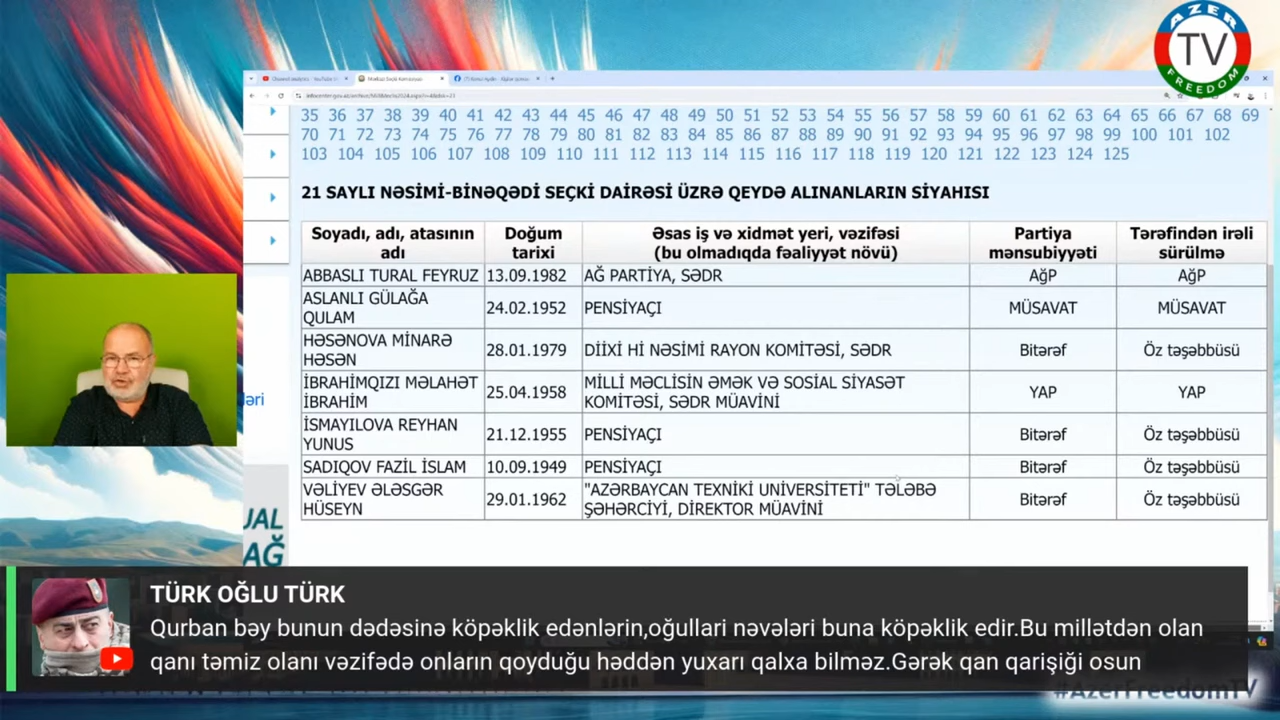 AZER
TV
FREEDOM
35 36 37 38 39 40 41 42 43 44 45 46 47 48 49 50 51 52 53 54 55 56 57 58 59 60 61 62 63 64 65 66 67 68 69
70 71 72 73 74 75 76 77 78 79 80 81 82 83 84 85 86 87 88 89 90 91 92 93 94 95 96 97 98 99 100 101 102
103 104 105 106 107 108 109 110 111 112 113 114 115 116 117 118 119 120 121 122 123 124 125
21 SAYLI NƏSİMİ-BİNƏQƏDİ SEÇKİ DAİRƏSİ ÜZRƏ QEYDƏ ALINANLARIN SİYAHISI
Soyadı, adı, atasının adı Doğum tarixi Əsas iş və xidmət yeri, vəzifəsi (bu olmadıqda fəaliyyət növü) Partiya mənsubiyyəti Tərəfindən irəli sürülmə
ABBASLI TURAL FEYRUZ 13.09.1982 AĞ PARTİYA, SƏDR AğP AğP
ASLANLI GÜLAĞA QULAM 24.02.1952 PENSİYAÇI MÜSAVAT MÜSAVAT
HƏSƏNOVA MİNARƏ HƏSƏN 28.01.1979 DİİXİ Hİ NƏSİMİ RAYON KOMİTƏSİ, SƏDR Bitərəf Öz təşəbbüsü
İBRAHİMQIZI MƏLAHƏT İBRAHİM 25.04.1958 MİLLİ MƏCLİSİN ƏMƏK VƏ SOSİAL SİYASƏT KOMİTƏSİ, SƏDR MÜAVİNİ YAP YAP
İSMAYILOVA REYHAN YUNUS 21.12.1955 PENSİYAÇI Bitərəf Öz təşəbbüsü
SADIQOV FAZİL İSLAM 10.09.1949 PENSİYAÇI Bitərəf Öz təşəbbüsü
VƏLİYEV ƏLƏSGƏR HÜSEYN 29.01.1962 "AZƏRBAYCAN TEXNİKİ UNİVERSİTETİ" TƏLƏBƏ ŞƏHƏRCİYİ, DİREKTOR MÜAVİNİ Bitərəf Öz təşəbbüsü
TÜRK OĞLU TÜRK
Qurban bəy bunun dədəsinə köpəklik edənlərin,oğullari nəvələri buna köpəklik edir.Bu millətdən olan
qanı təmiz olanı vəzifədə onların qoyduğu həddən yuxarı qalxa bilməz.Gərək qan qarişiği osun
#AzerFreedomTV